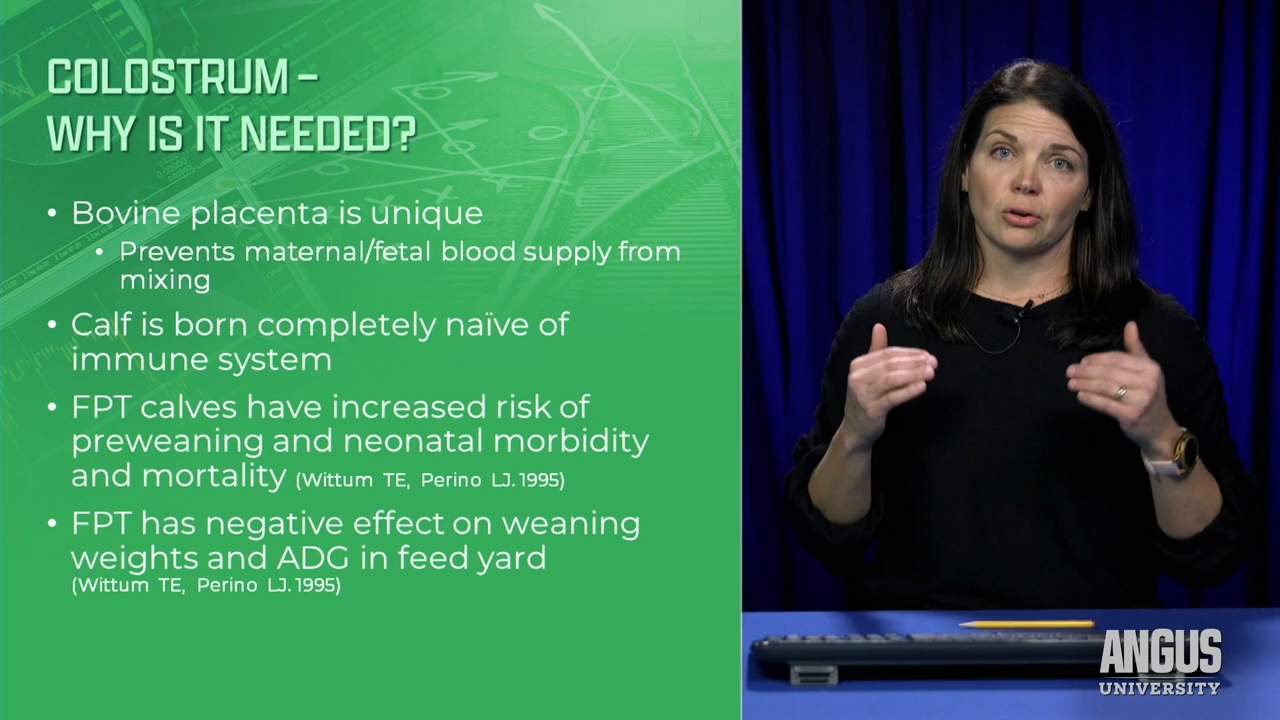 COLOSTRUM –
WHY IS IT NEEDED?
• Bovine placenta is unique
• Prevents maternal/fetal blood supply from
mixing
• Calf is born completely naïve of
immune system
• FPT calves have increased risk of
preweaning and neonatal morbidity
and mortality (Wittum TE, Perino LJ. 1995)
• FPT has negative effect on weaning
weights and ADG in feed yard
(Wittum TE, Perino LJ. 1995)
ANGUS
UNIVERSITY